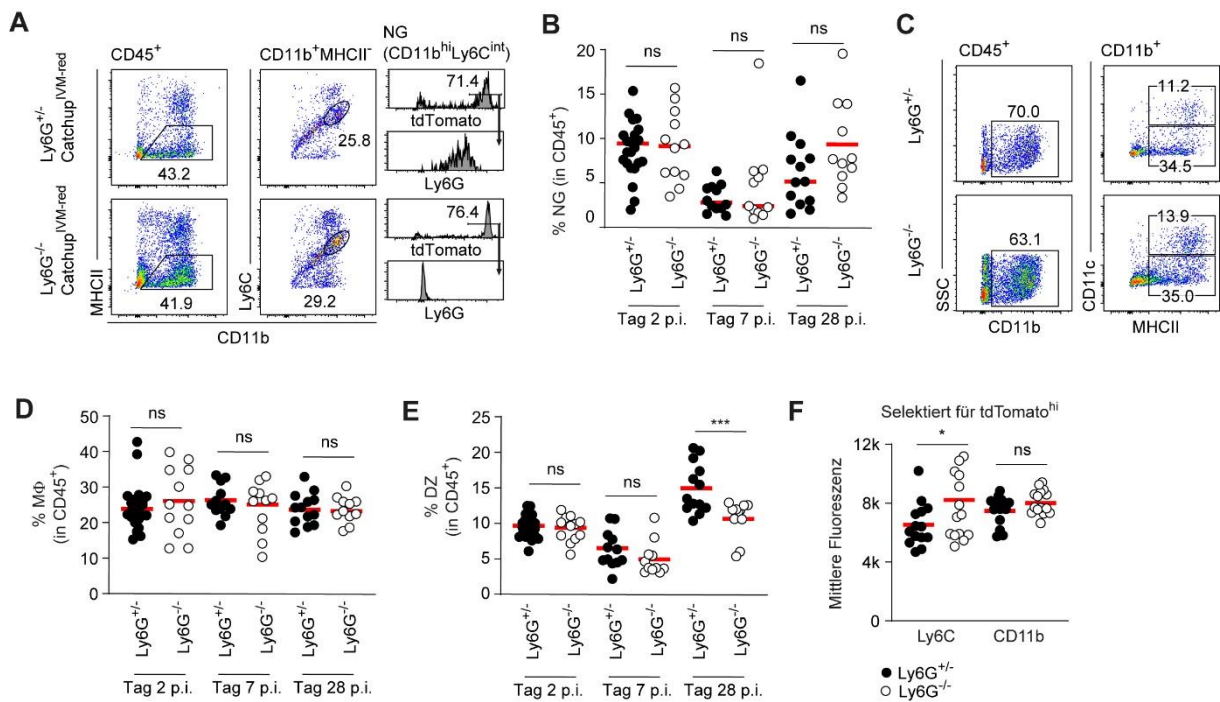 A
CD45+
CD11b+MHCII-
NG
(CD11bhiLy6Cint)
Ly6G+/-
CatchupIVM-red
43.2
25.8
71.4
tdTomato
Ly6G
Ly6G-/-
CatchupIVM-red
MHCII
41.9
Ly6C
29.2
76.4
tdTomato
Ly6G
CD11b
B
ns
ns
ns
% NG (in CD45+)
20
15
10
5
0
Ly6G+/-
Ly6G-/-
Ly6G+/-
Ly6G-/-
Ly6G+/-
Ly6G-/-
Tag 2 p.i.
Tag 7 p.i.
Tag 28 p.i.
C
CD45+
CD11b+
Ly6G+/-
70.0
11.2
34.5
Ly6G-/-
63.1
13.9
35.0
SSC
CD11c
CD11b
MHCII
D
ns
ns
ns
% MΦ
(in CD45+)
50
40
30
20
10
0
Ly6G+/-
Ly6G-/-
Ly6G+/-
Ly6G-/-
Ly6G+/-
Ly6G-/-
Tag 2 p.i.
Tag 7 p.i.
Tag 28 p.i.
E
ns
ns
***
% DZ
(in CD45+)
25
20
15
10
5
0
Ly6G+/-
Ly6G-/-
Ly6G+/-
Ly6G-/-
Ly6G+/-
Ly6G-/-
Tag 2 p.i.
Tag 7 p.i.
Tag 28 p.i.
F
Selektiert für tdTomatohi
*
ns
Mittlere Fluoreszenz
12k
8k
4k
0
Ly6C
CD11b
Ly6G+/-
Ly6G-/-